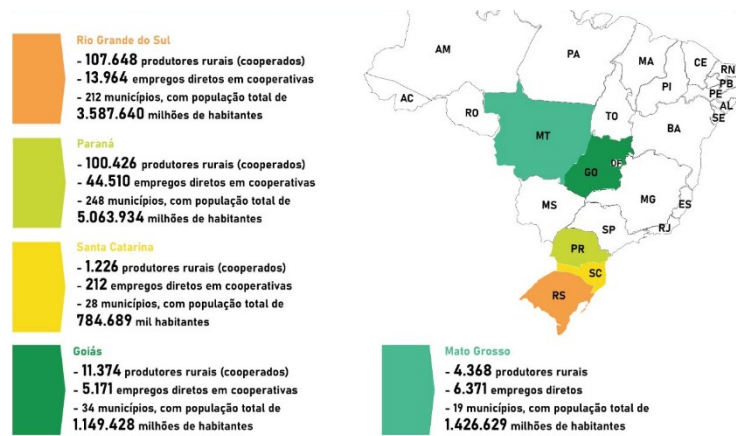 Rio Grande do Sul
- 107.648 produtores rurais (cooperados)
- 13.964 empregos diretos em cooperativas
- 212 municípios, com população total de
3.587.640 milhões de habitantes
Paraná
- 100.426 produtores rurais (cooperados)
- 44.510 empregos diretos em cooperativas
- 248 municípios, com população total de
5.063.934 milhões de habitantes
Santa Catarina
- 1.226 produtores rurais (cooperados)
- 212 empregos diretos em cooperativas
- 28 municípios, com população total de
784.689 mil habitantes
Goiás
- 11.374 produtores rurais (cooperados)
- 5.171 empregos diretos em cooperativas
- 34 municípios, com população total de
1.149.428 milhões de habitantes
Mato Grosso
- 4.368 produtores rurais
- 6.371 empregos diretos
- 19 municípios, com população total de
1.426.629 milhões de habitantes
AM
PA
MA
CE
RN
PB
PI
PE
AL
SE
AC
RO
TO
BA
MT
GO
DF
MG
ES
MS
SP
RJ
PR
SC
RS